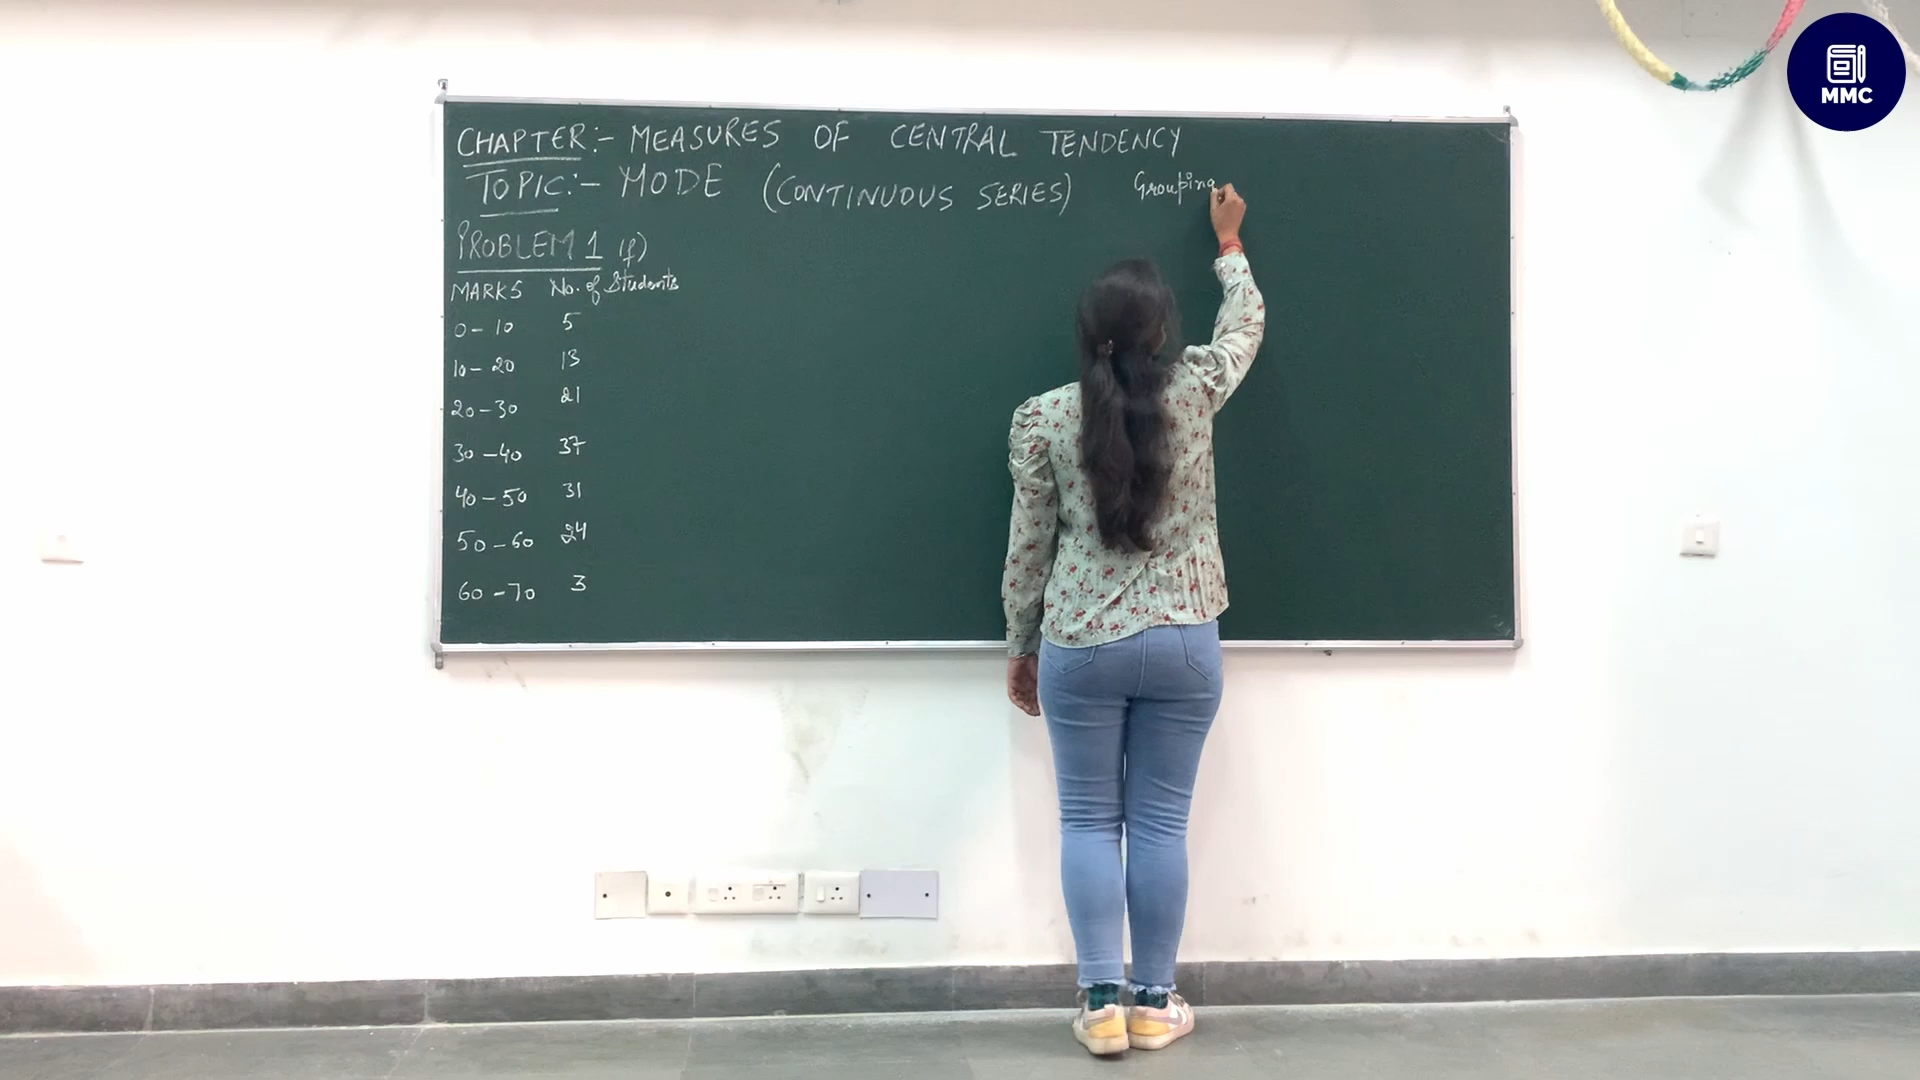 CHAPTER:- MEASURES OF CENTRAL TENDENCY
TOPIC:- MODE (CONTINUOUS SERIES) Grouping
PROBLEM 1 (f)
MARKS No. of Students
0-10 5
10-20 13
20-30 21
30-40 37
40-50 31
50-60 24
60-70 3
MMC